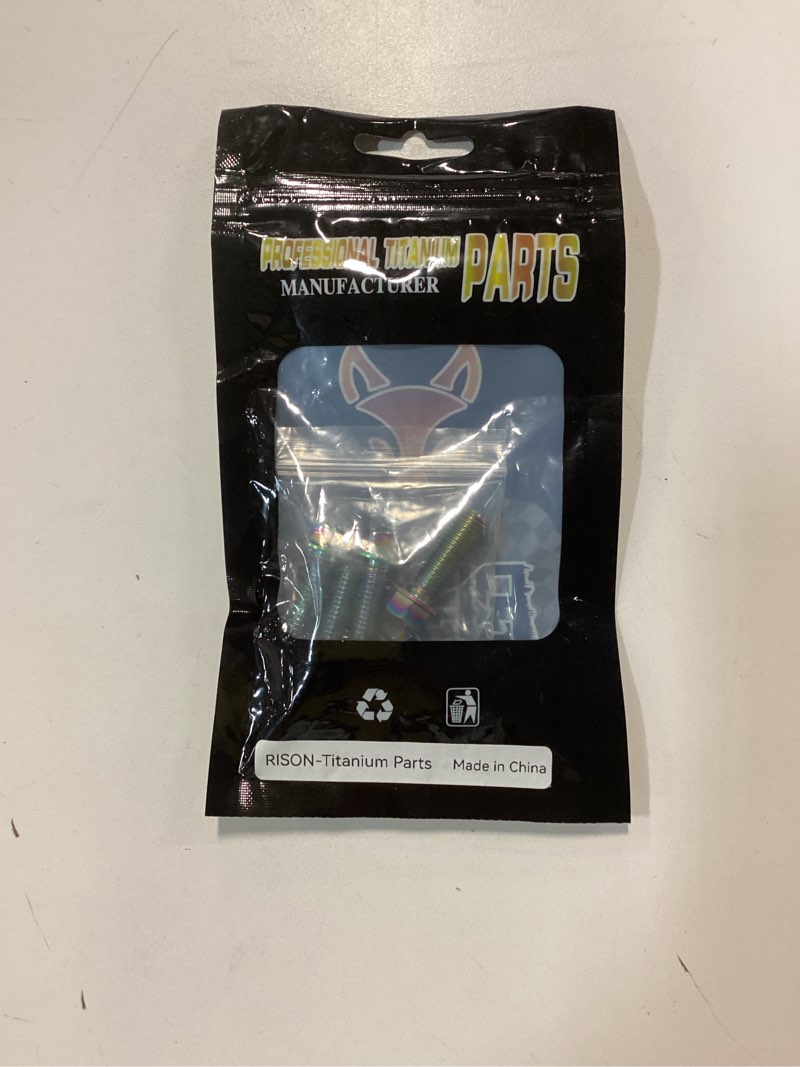 PROFESSIONAL TITANIUM PARTS
MANUFACTURER
RISON-Titanium Parts Made in China